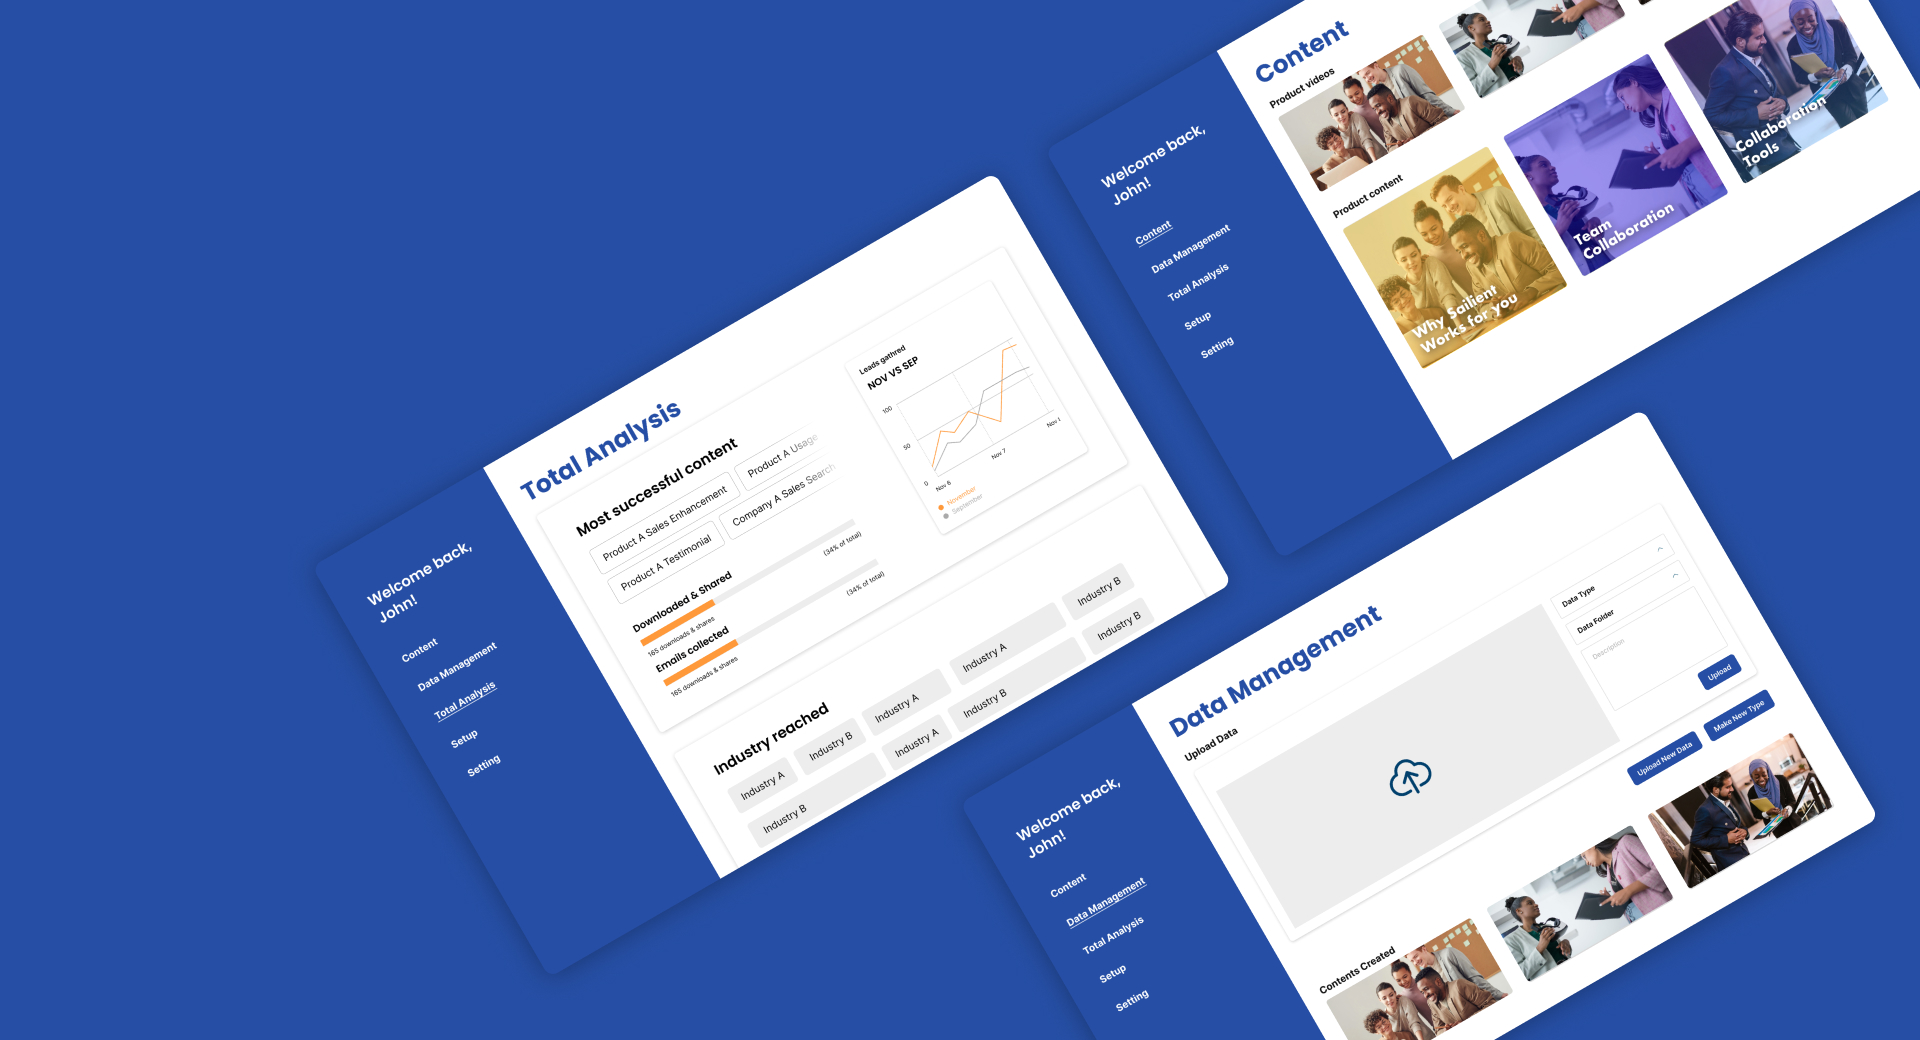 Welcome back,
John!
Content
Data Management
Total Analysis
Setup
Setting
Total Analysis
Most successful content
Product A Sales Enhancement
Product A Usage
Product A Testimonial
Company A Sales Search
Downloaded & Shared
(34% of total)
165 downloads & shares
Emails collected
(34% of total)
165 downloads & shares
Leads gathred
NOV VS SEP
100
50
0
Nov 6
Nov 7
Nov 1
November
September
Industry reached
Industry A
Industry B
Industry A
Industry A
Industry B
Industry B
Industry A
Industry B
Industry B
Welcome back,
John!
Content
Data Management
Total Analysis
Setup
Setting
Content
Product videos
Product content
Why Sailient
Works for you
Team
Collaboration
Collaboration
Tools
Welcome back,
John!
Content
Data Management
Total Analysis
Setup
Setting
Data Management
Upload Data
Data Type
Data Folder
Description
Upload
Upload New Data
Make New Type
Contents Created